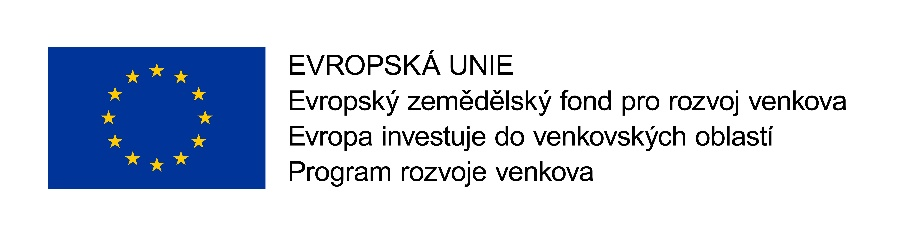 EVROPSKÁ UNIE
Evropský zemědělský fond pro rozvoj venkova
Evropa investuje do venkovských oblastí
Program rozvoje venkova